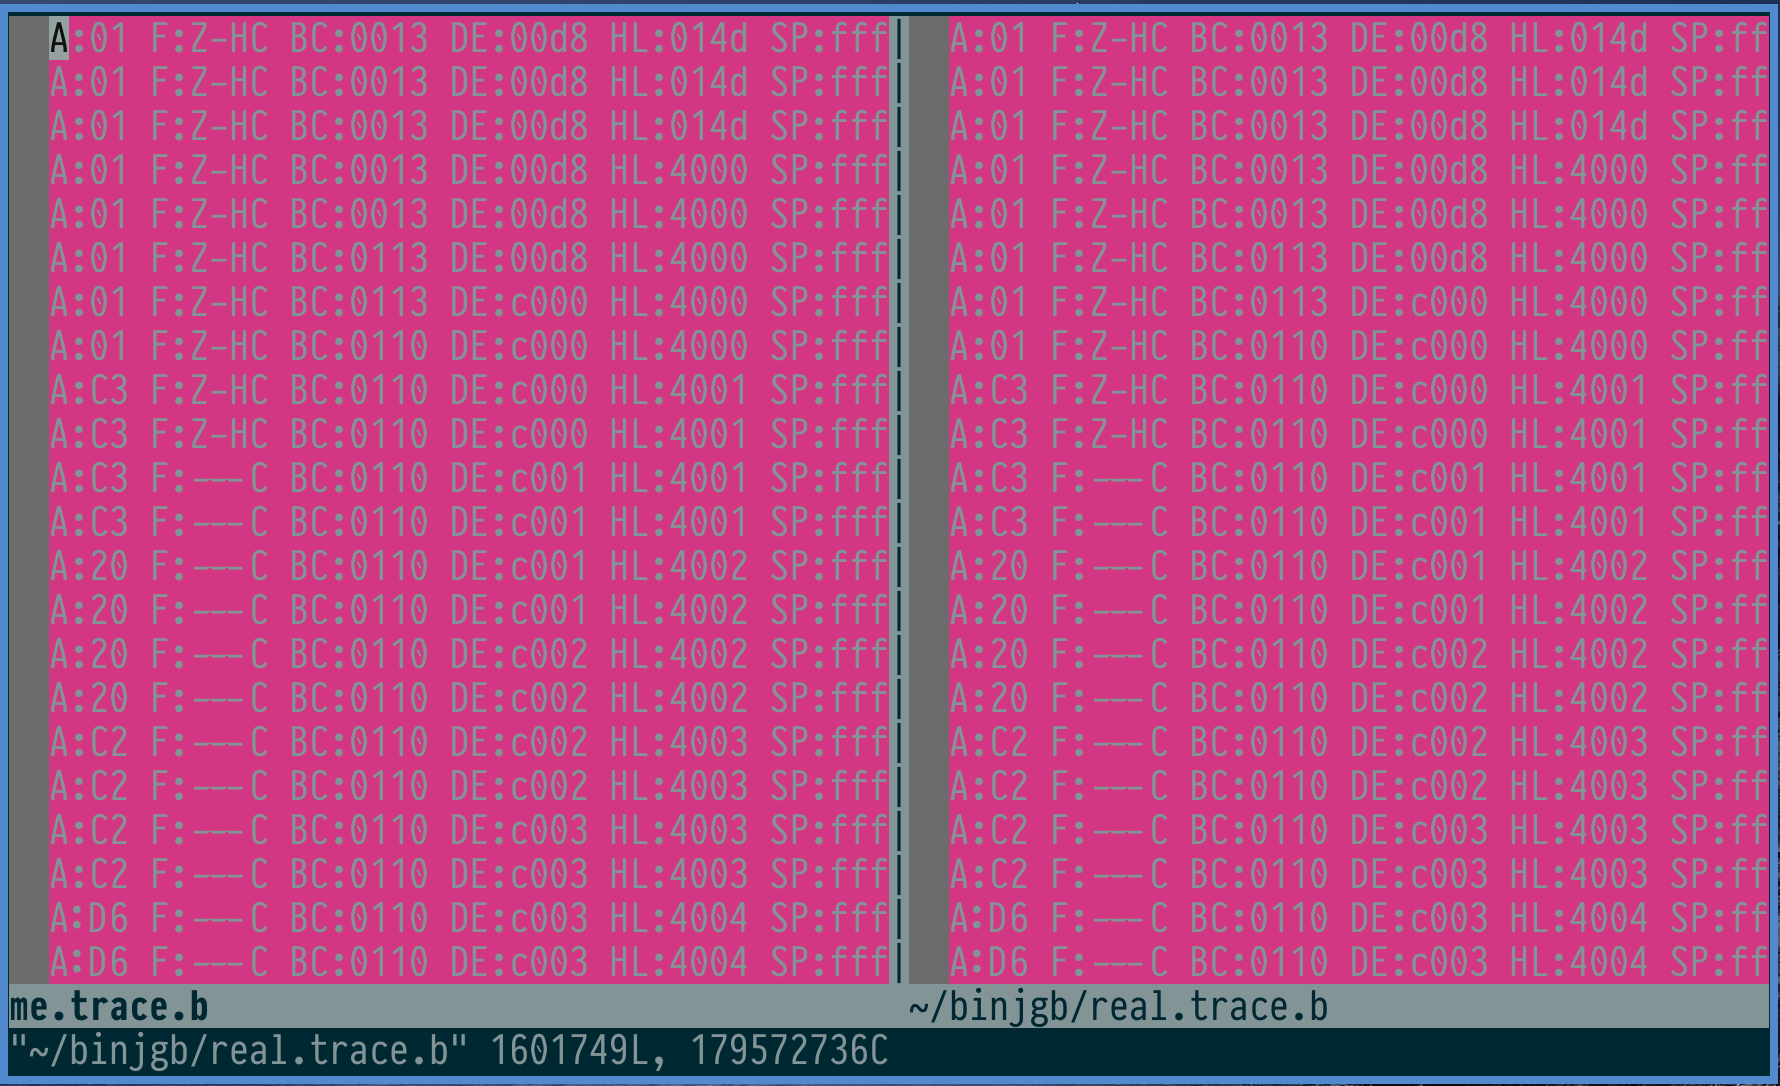 A:01 F:Z-HC BC:0013 DE:00d8 HL:014d SP:fff| A:01 F:Z-HC BC:0013 DE:00d8 HL:014d SP:ff
A:01 F:Z-HC BC:0013 DE:00d8 HL:014d SP:fff| A:01 F:Z-HC BC:0013 DE:00d8 HL:014d SP:ff
A:01 F:Z-HC BC:0013 DE:00d8 HL:014d SP:fff| A:01 F:Z-HC BC:0013 DE:00d8 HL:014d SP:ff
A:01 F:Z-HC BC:0013 DE:00d8 HL:4000 SP:fff| A:01 F:Z-HC BC:0013 DE:00d8 HL:4000 SP:ff
A:01 F:Z-HC BC:0013 DE:00d8 HL:4000 SP:fff| A:01 F:Z-HC BC:0013 DE:00d8 HL:4000 SP:ff
A:01 F:Z-HC BC:0113 DE:00d8 HL:4000 SP:fff| A:01 F:Z-HC BC:0113 DE:00d8 HL:4000 SP:ff
A:01 F:Z-HC BC:0113 DE:c000 HL:4000 SP:fff| A:01 F:Z-HC BC:0113 DE:c000 HL:4000 SP:ff
A:01 F:Z-HC BC:0110 DE:c000 HL:4000 SP:fff| A:01 F:Z-HC BC:0110 DE:c000 HL:4000 SP:ff
A:C3 F:Z-HC BC:0110 DE:c000 HL:4001 SP:fff| A:C3 F:Z-HC BC:0110 DE:c000 HL:4001 SP:ff
A:C3 F:Z-HC BC:0110 DE:c000 HL:4001 SP:fff| A:C3 F:Z-HC BC:0110 DE:c000 HL:4001 SP:ff
A:C3 F:---C BC:0110 DE:c001 HL:4001 SP:fff| A:C3 F:---C BC:0110 DE:c001 HL:4001 SP:ff
A:C3 F:---C BC:0110 DE:c001 HL:4001 SP:fff| A:C3 F:---C BC:0110 DE:c001 HL:4001 SP:ff
A:20 F:---C BC:0110 DE:c001 HL:4002 SP:fff| A:20 F:---C BC:0110 DE:c001 HL:4002 SP:ff
A:20 F:---C BC:0110 DE:c001 HL:4002 SP:fff| A:20 F:---C BC:0110 DE:c001 HL:4002 SP:ff
A:20 F:---C BC:0110 DE:c002 HL:4002 SP:fff| A:20 F:---C BC:0110 DE:c002 HL:4002 SP:ff
A:20 F:---C BC:0110 DE:c002 HL:4002 SP:fff| A:20 F:---C BC:0110 DE:c002 HL:4002 SP:ff
A:C2 F:---C BC:0110 DE:c002 HL:4003 SP:fff| A:C2 F:---C BC:0110 DE:c002 HL:4003 SP:ff
A:C2 F:---C BC:0110 DE:c002 HL:4003 SP:fff| A:C2 F:---C BC:0110 DE:c002 HL:4003 SP:ff
A:C2 F:---C BC:0110 DE:c003 HL:4003 SP:fff| A:C2 F:---C BC:0110 DE:c003 HL:4003 SP:ff
A:C2 F:---C BC:0110 DE:c003 HL:4003 SP:fff| A:C2 F:---C BC:0110 DE:c003 HL:4003 SP:ff
A:D6 F:---C BC:0110 DE:c003 HL:4004 SP:fff| A:D6 F:---C BC:0110 DE:c003 HL:4004 SP:ff
A:D6 F:---C BC:0110 DE:c003 HL:4004 SP:fff| A:D6 F:---C BC:0110 DE:c003 HL:4004 SP:ff
me.trace.b ~/binjgb/real.trace.b
"~/binjgb/real.trace.b" 1601749L, 179572736C